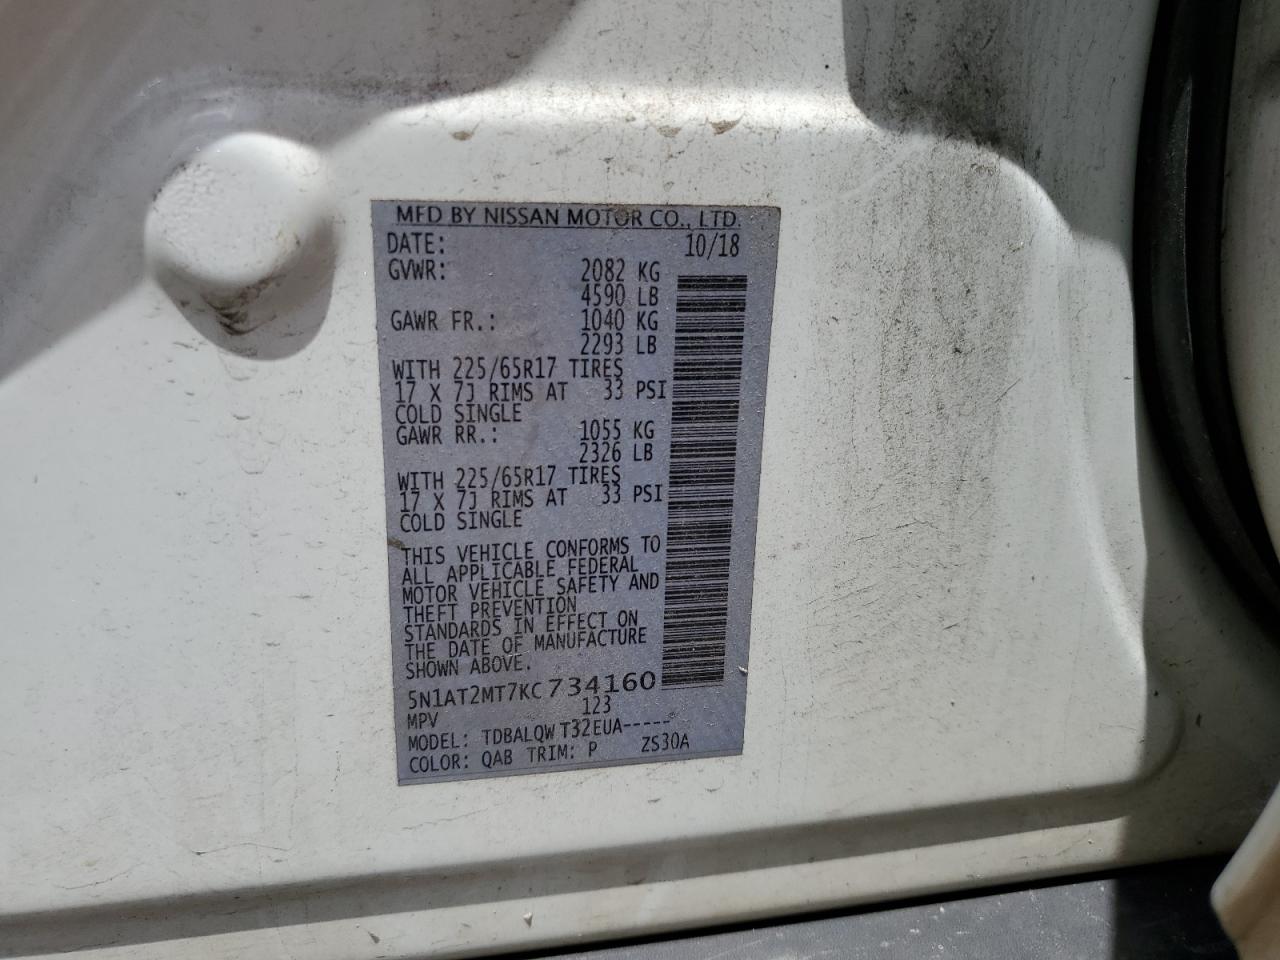 MFD BY NISSAN MOTOR CO., LTD.
DATE: 10/18
GVWR: 2082 KG
4590 LB
GAWR FR.: 1040 KG
2293 LB
WITH 225/65R17 TIRES
17 X 7J RIMS AT 33 PSI
COLD SINGLE
GAWR RR.: 1055 KG
2326 LB
WITH 225/65R17 TIRES
17 X 7J RIMS AT 33 PSI
COLD SINGLE
THIS VEHICLE CONFORMS TO
ALL APPLICABLE FEDERAL
MOTOR VEHICLE SAFETY AND
THEFT PREVENTION
STANDARDS IN EFFECT ON
THE DATE OF MANUFACTURE
SHOWN ABOVE.
5N1AT2MT7KC734160
MPV 123
MODEL: TDBALQWT32EUA-----
COLOR: QAB TRIM: P ZS30A